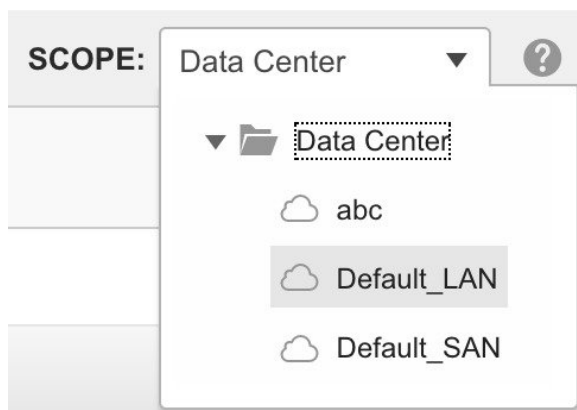 SCOPE: Data Center
Data Center
abc
Default_LAN
Default_SAN